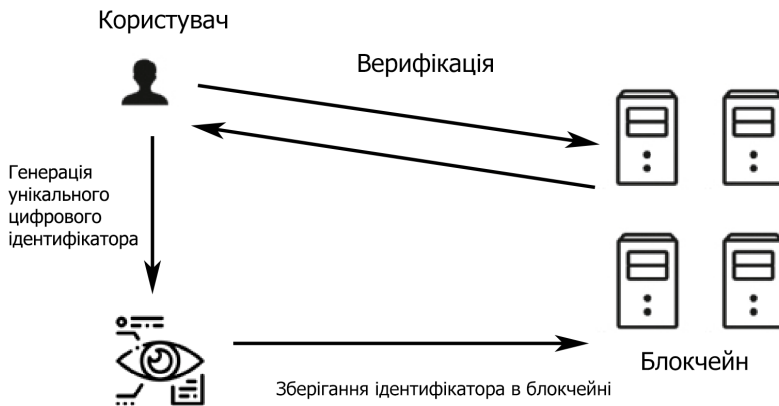 Користувач
Верифікація
Генерація
унікального
цифрового
ідентифікатора
Блокчейн
Зберігання ідентифікатора в блокчейні